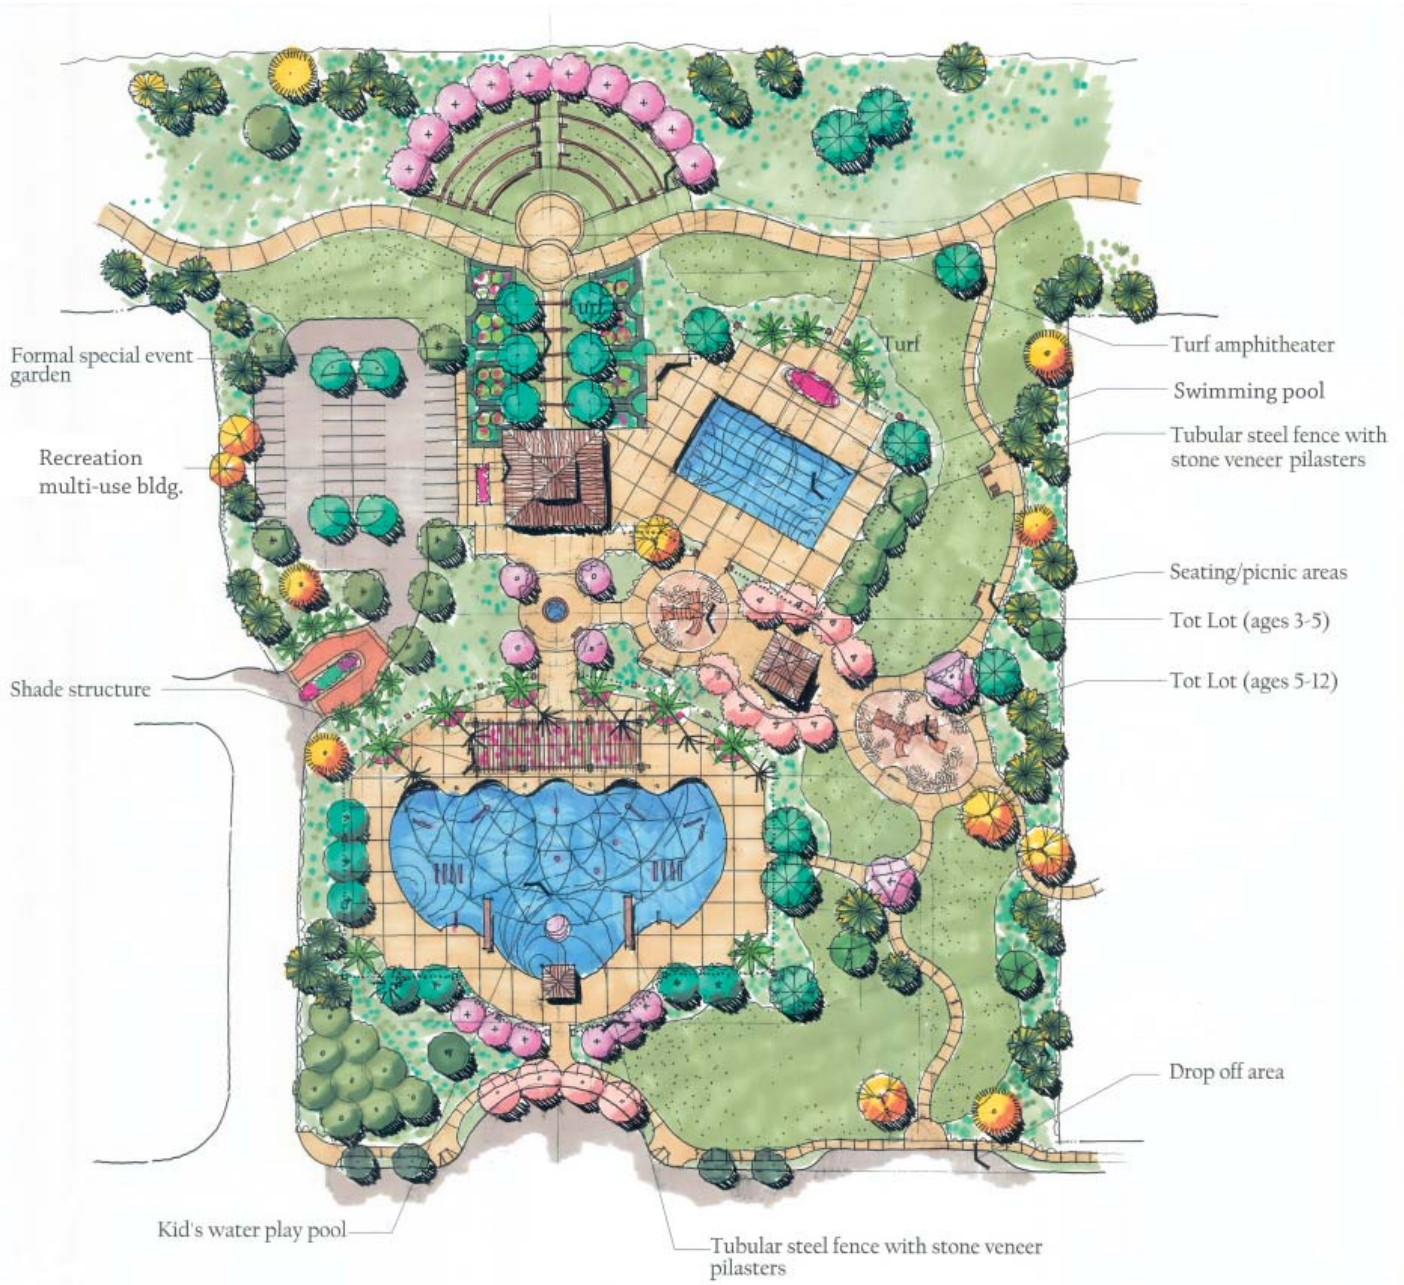 Formal special event
garden
Recreation
multi-use bldg.
Shade structure
Turf
Turf amphitheater
Swimming pool
Tubular steel fence with
stone veneer pilasters
Seating/picnic areas
Tot Lot (ages 3-5)
Tot Lot (ages 5-12)
Drop off area
Kid's water play pool
Tubular steel fence with stone veneer
pilasters